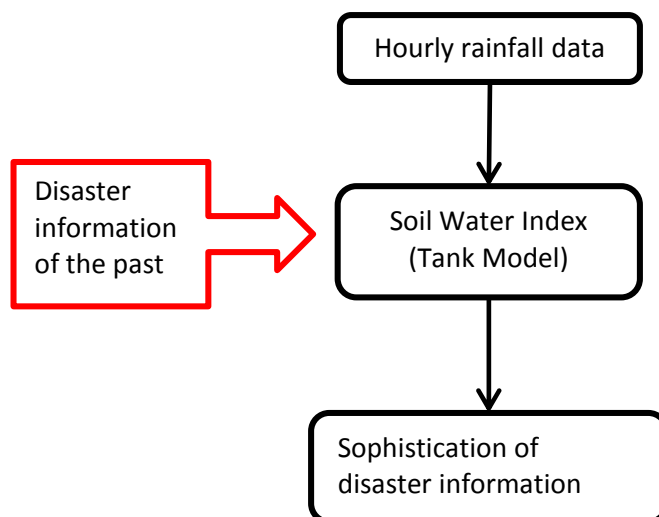 Hourly rainfall data
Disaster
information
of the past
Soil Water Index
(Tank Model)
Sophistication of
disaster information